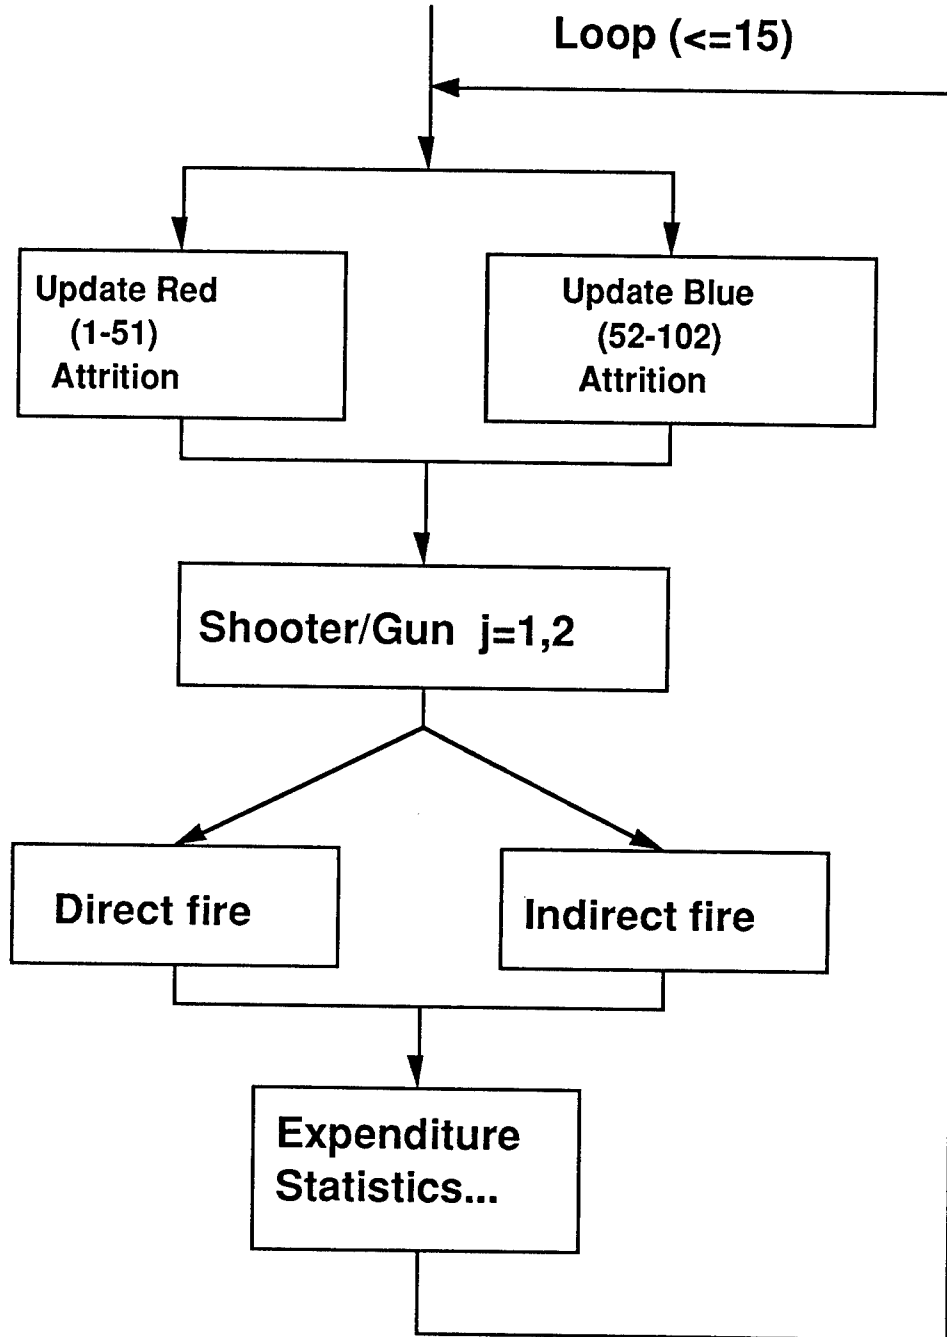 Loop (<=15)
Update Red
(1-51)
Attrition
Update Blue
(52-102)
Attrition
Shooter/Gun j=1,2
Direct fire
Indirect fire
Expenditure
Statistics...